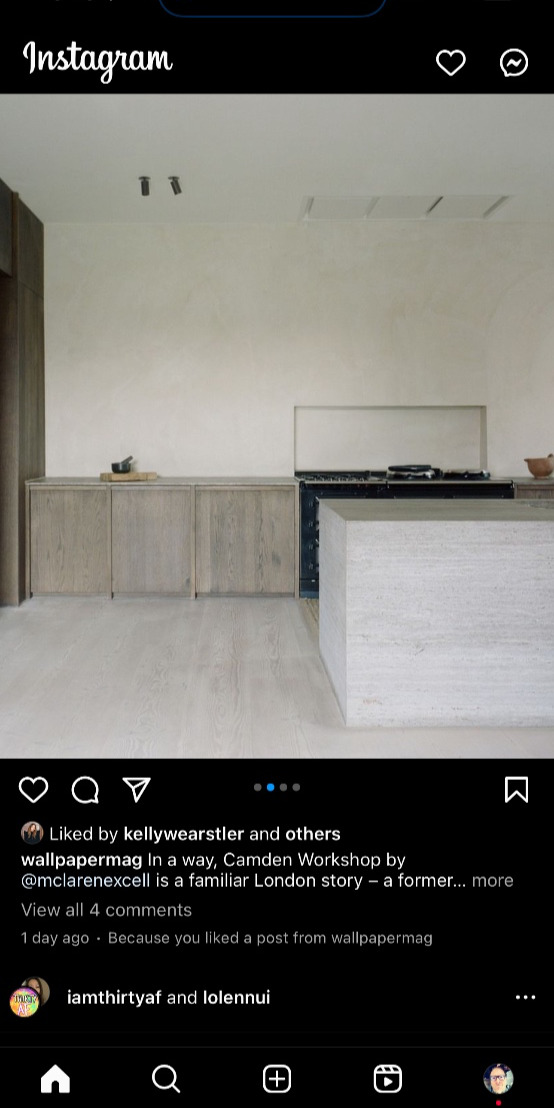 Instagram
Liked by kellywearstler and others
wallpapermag In a way, Camden Workshop by
@mclarenexcell is a familiar London story – a former... more
View all 4 comments
1 day ago · Because you liked a post from wallpapermag
iamthirtyaf and lolennui